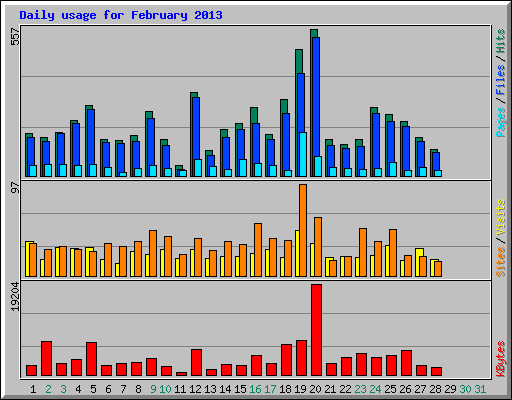 Daily usage for February 2013
557
Pages / Files / Hits
97
Sites / Visits
19204
KBytes
1 2 3 4 5 6 7 8 9 10 11 12 13 14 15 16 17 18 19 20 21 22 23 24 25 26 27 28 29 30 31